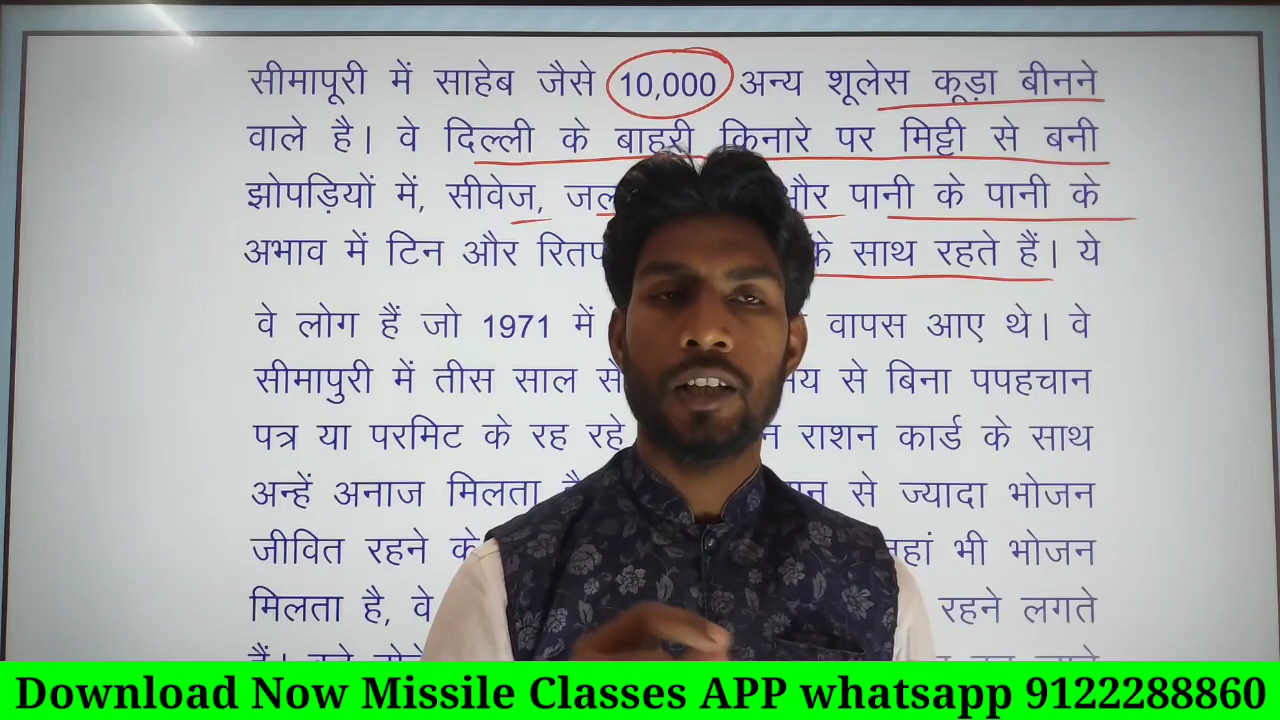 सीमापूरी में साहेब जैसे 10,000 अन्य शूलेस कूड़ा बीनने
वाले है। वे दिल्ली के बाहरी किनारे पर मिट्टी से बनी
झोपड़ियों में, सीवेज, और पानी के पानी के
अभाव में टिन और के साथ रहते हैं। ये
वे लोग हैं जो 1971 में वापस आए थे। वे
सीमापुरी में तीस साल से बिना पपहचान
पत्र या परमिट के रह रहे राशन कार्ड के साथ
अन्हें अनाज मिलता से ज्यादा भोजन
जीवित रहने के भी भोजन
मिलता है, वे रहने लगते
Download Now Missile Classes APP whatsapp 9122288860